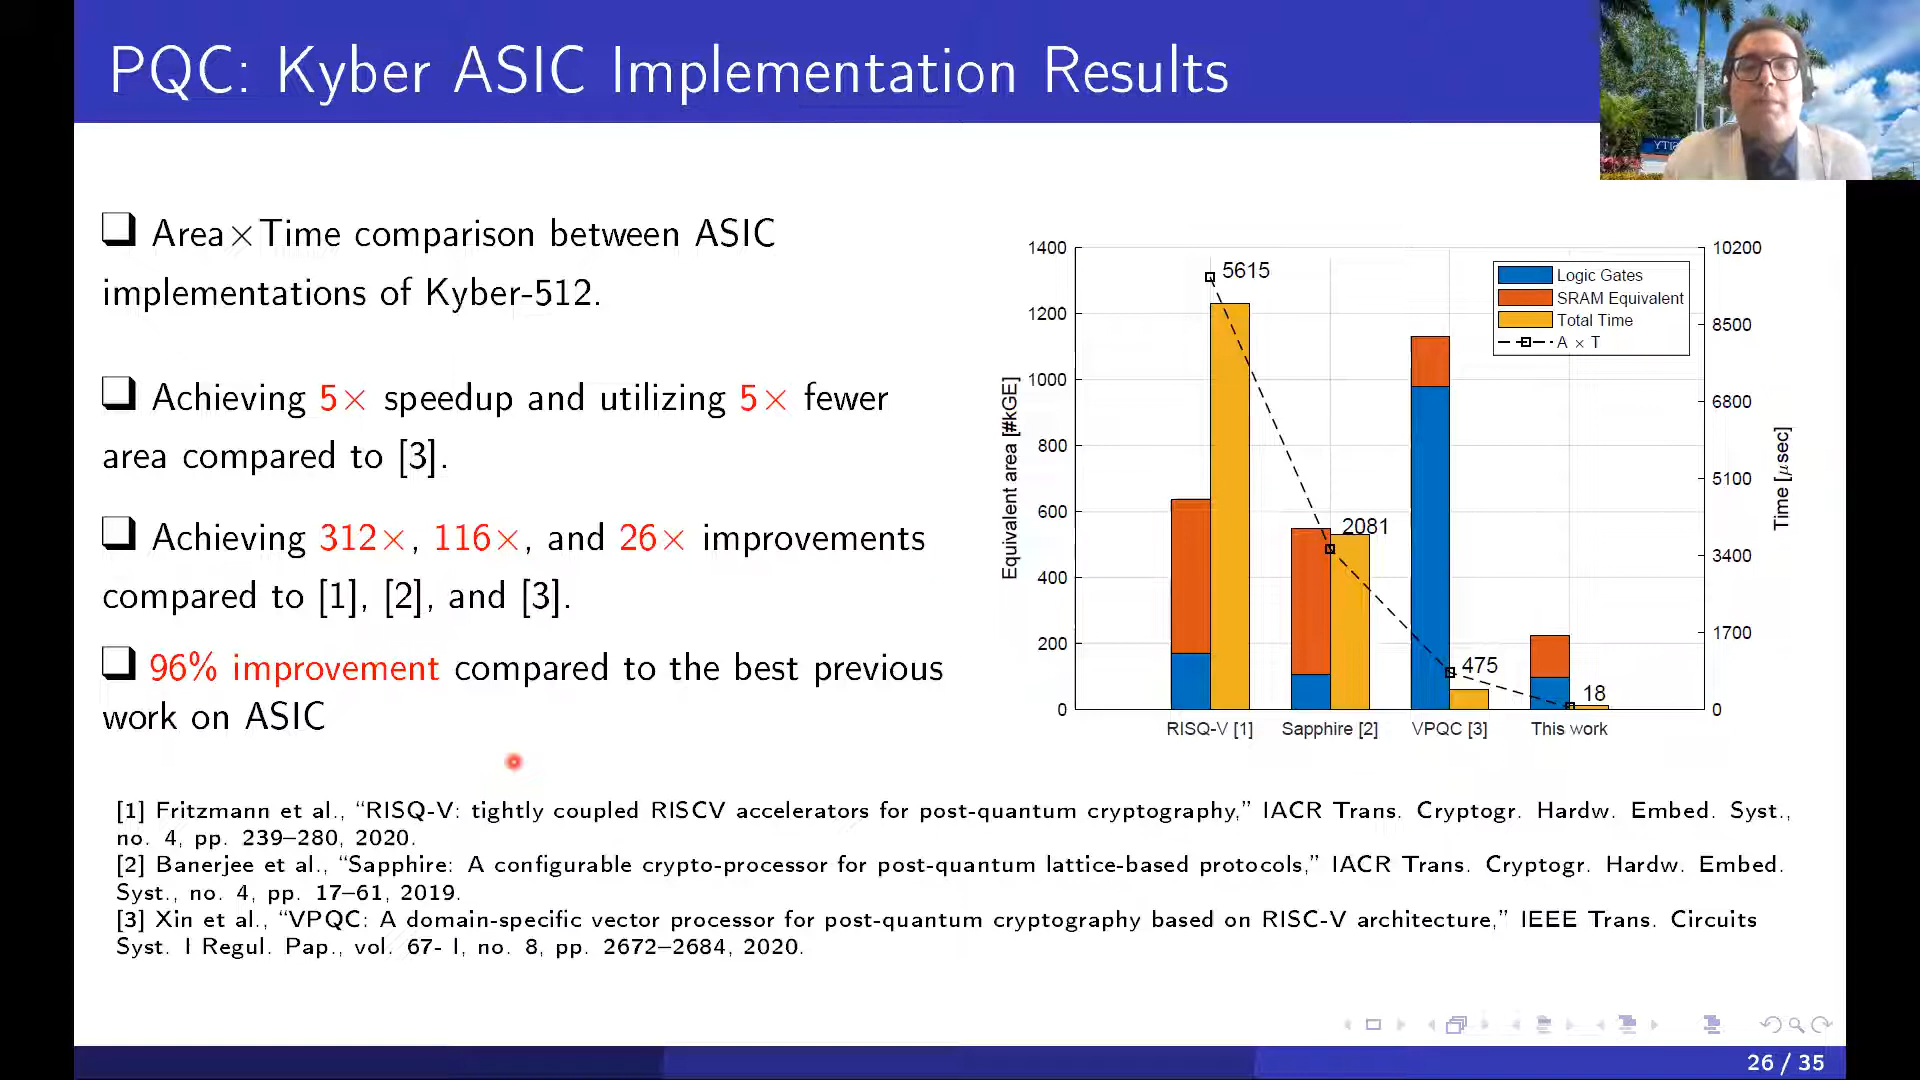 PQC: Kyber ASIC Implementation Results
❑ Area×Time comparison between ASIC
implementations of Kyber-512.
❑ Achieving 5× speedup and utilizing 5× fewer
area compared to [3].
❑ Achieving 312×, 116×, and 26× improvements
compared to [1], [2], and [3].
❑ 96% improvement compared to the best previous
work on ASIC
1400
1200
1000
800
600
400
200
0
Equivalent area [#kGE]
10200
8500
6800
5100
3400
1700
0
Time [μsec]
Logic Gates
SRAM Equivalent
Total Time
A × T
5615
2081
475
18
RISQ-V [1]
Sapphire [2]
VPQC [3]
This work
[1] Fritzmann et al., “RISQ-V: tightly coupled RISCV accelerators for post-quantum cryptography,” IACR Trans. Cryptogr. Hardw. Embed. Syst.,
no. 4, pp. 239–280, 2020.
[2] Banerjee et al., “Sapphire: A configurable crypto-processor for post-quantum lattice-based protocols,” IACR Trans. Cryptogr. Hardw. Embed.
Syst., no. 4, pp. 17–61, 2019.
[3] Xin et al., “VPQC: A domain-specific vector processor for post-quantum cryptography based on RISC-V architecture,” IEEE Trans. Circuits
Syst. I Regul. Pap., vol. 67- I, no. 8, pp. 2672–2684, 2020.
26 / 35